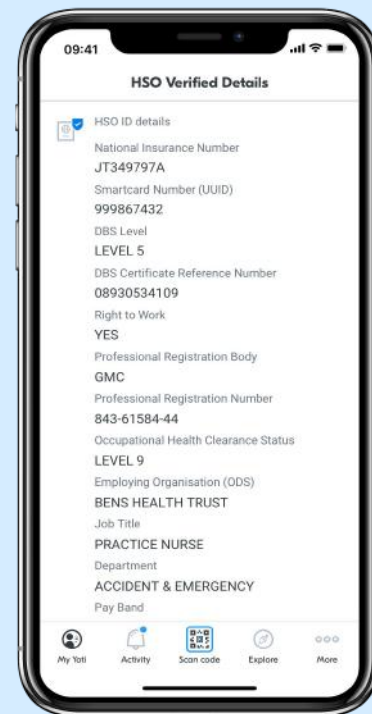 09:41
HSO Verified Details
HSO ID details
National Insurance Number
JT349797A
Smartcard Number (UUID)
999867432
DBS Level
LEVEL 5
DBS Certificate Reference Number
08930534109
Right to Work
YES
Professional Registration Body
GMC
Professional Registration Number
843-61584-44
Occupational Health Clearance Status
LEVEL 9
Employing Organisation (ODS)
BENS HEALTH TRUST
Job Title
PRACTICE NURSE
Department
ACCIDENT & EMERGENCY
Pay Band
My Yoti Activity Scan code Explore More